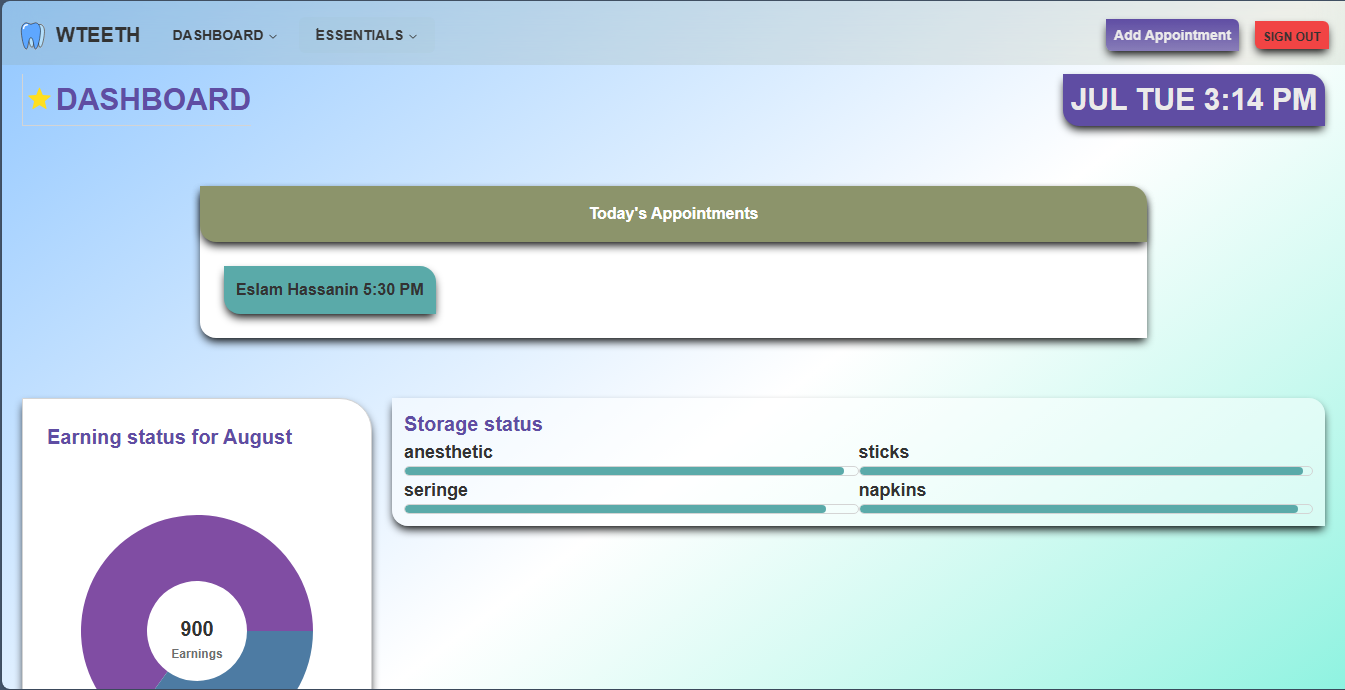 WTEETH DASHBOARD ESSENTIALS Add Appointment SIGN OUT
DASHBOARD JUL TUE 3:14 PM
Today's Appointments
Eslam Hassanin 5:30 PM
Earning status for August
900
Earnings
Storage status
anesthetic sticks
seringe napkins